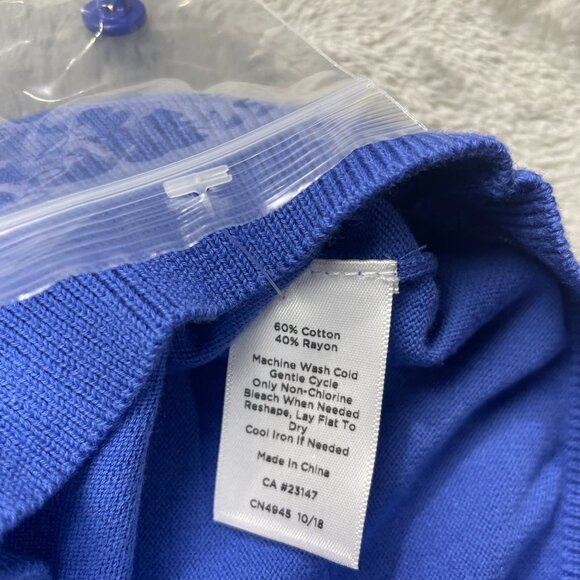 60% Cotton
40% Rayon
Machine Wash Cold
Gentle Cycle
Only Non-Chlorine
Bleach When Needed
Reshape, Lay Flat To
Dry
Cool Iron If Needed
Made In China
CA #23147
CN4945 10/18